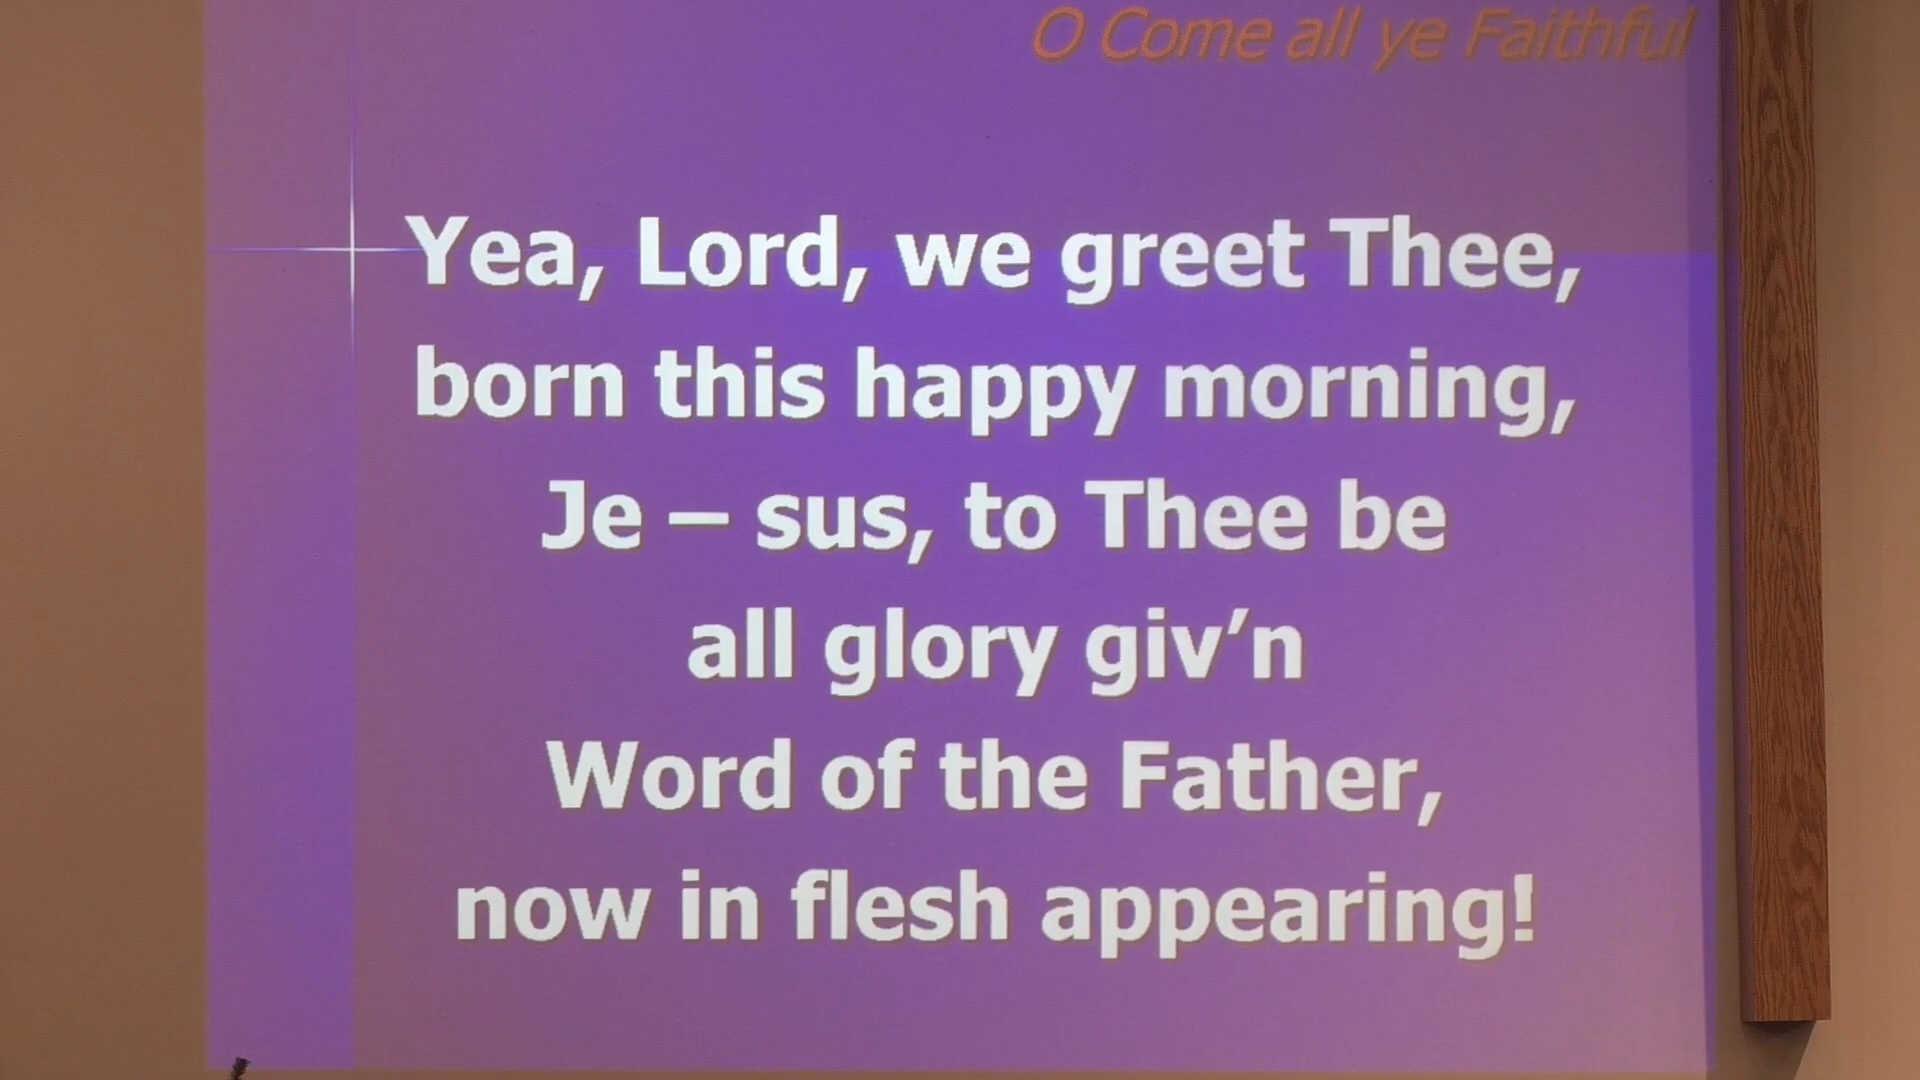 O Come all ye Faithful
Yea, Lord, we greet Thee,
born this happy morning,
Je – sus, to Thee be
all glory giv’n
Word of the Father,
now in flesh appearing!